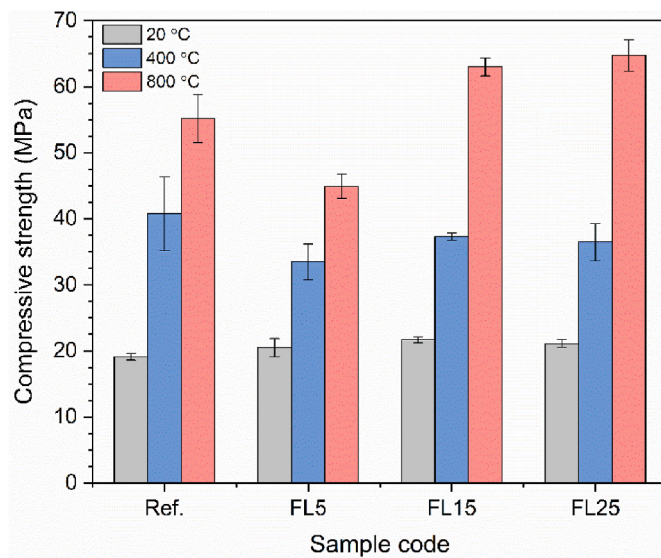 Compressive strength (MPa)
70
60
50
40
30
20
10
0
20 °C
400 °C
800 °C
Ref.
FL5
FL15
FL25
Sample code